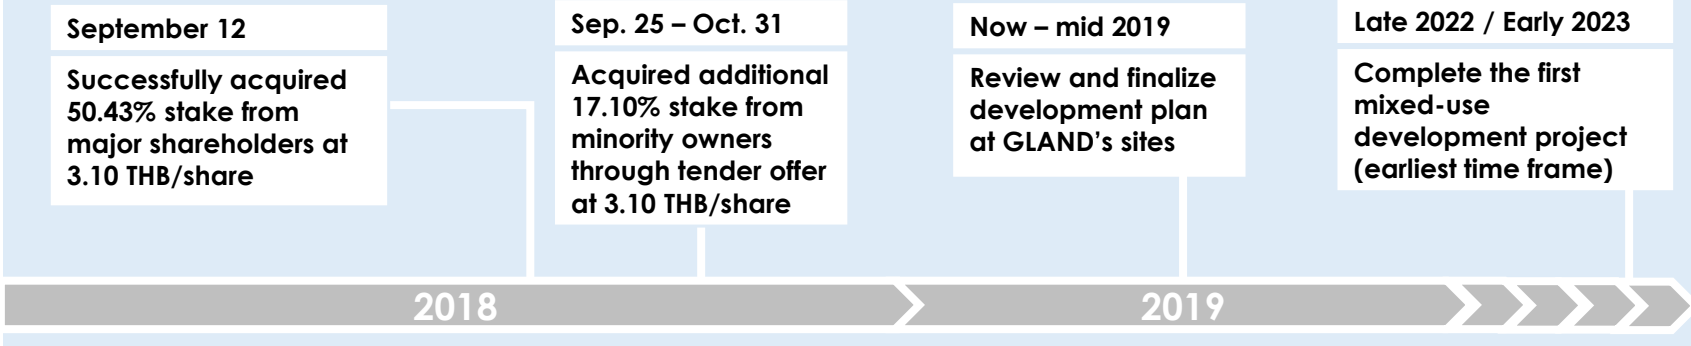 September 12
Successfully acquired
50.43% stake from
major shareholders at
3.10 THB/share
Sep. 25 – Oct. 31
Acquired additional
17.10% stake from
minority owners
through tender offer
at 3.10 THB/share
Now – mid 2019
Review and finalize
development plan
at GLAND’s sites
Late 2022 / Early 2023
Complete the first
mixed-use
development project
(earliest time frame)
2018
2019